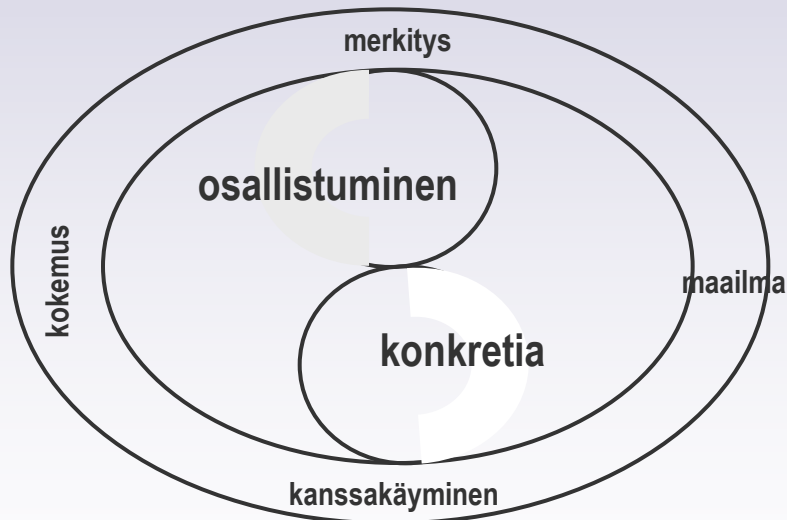 merkitys
osallistuminen
kokemus
maailma
konkretia
kanssakäyminen